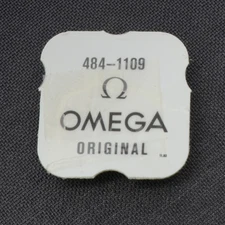 484-1109
Ω
OMEGA
ORIGINAL